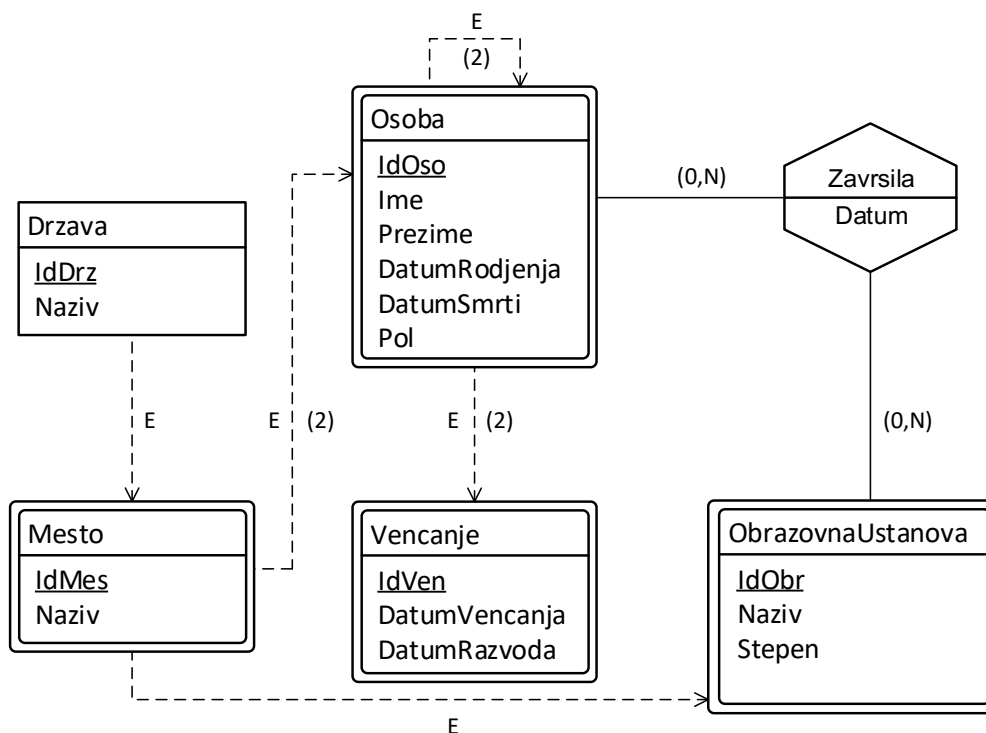 E
(2)
Osoba
IdOso
Ime
Prezime
DatumRodjenja
DatumSmrti
Pol
(0,N)
Zavrsila
Datum
Drzava
IdDrz
Naziv
E
E (2)
E (2)
(0,N)
Mesto
IdMes
Naziv
Vencanje
IdVen
DatumVencanja
DatumRazvoda
ObrazovnaUstanova
IdObr
Naziv
Stepen
E